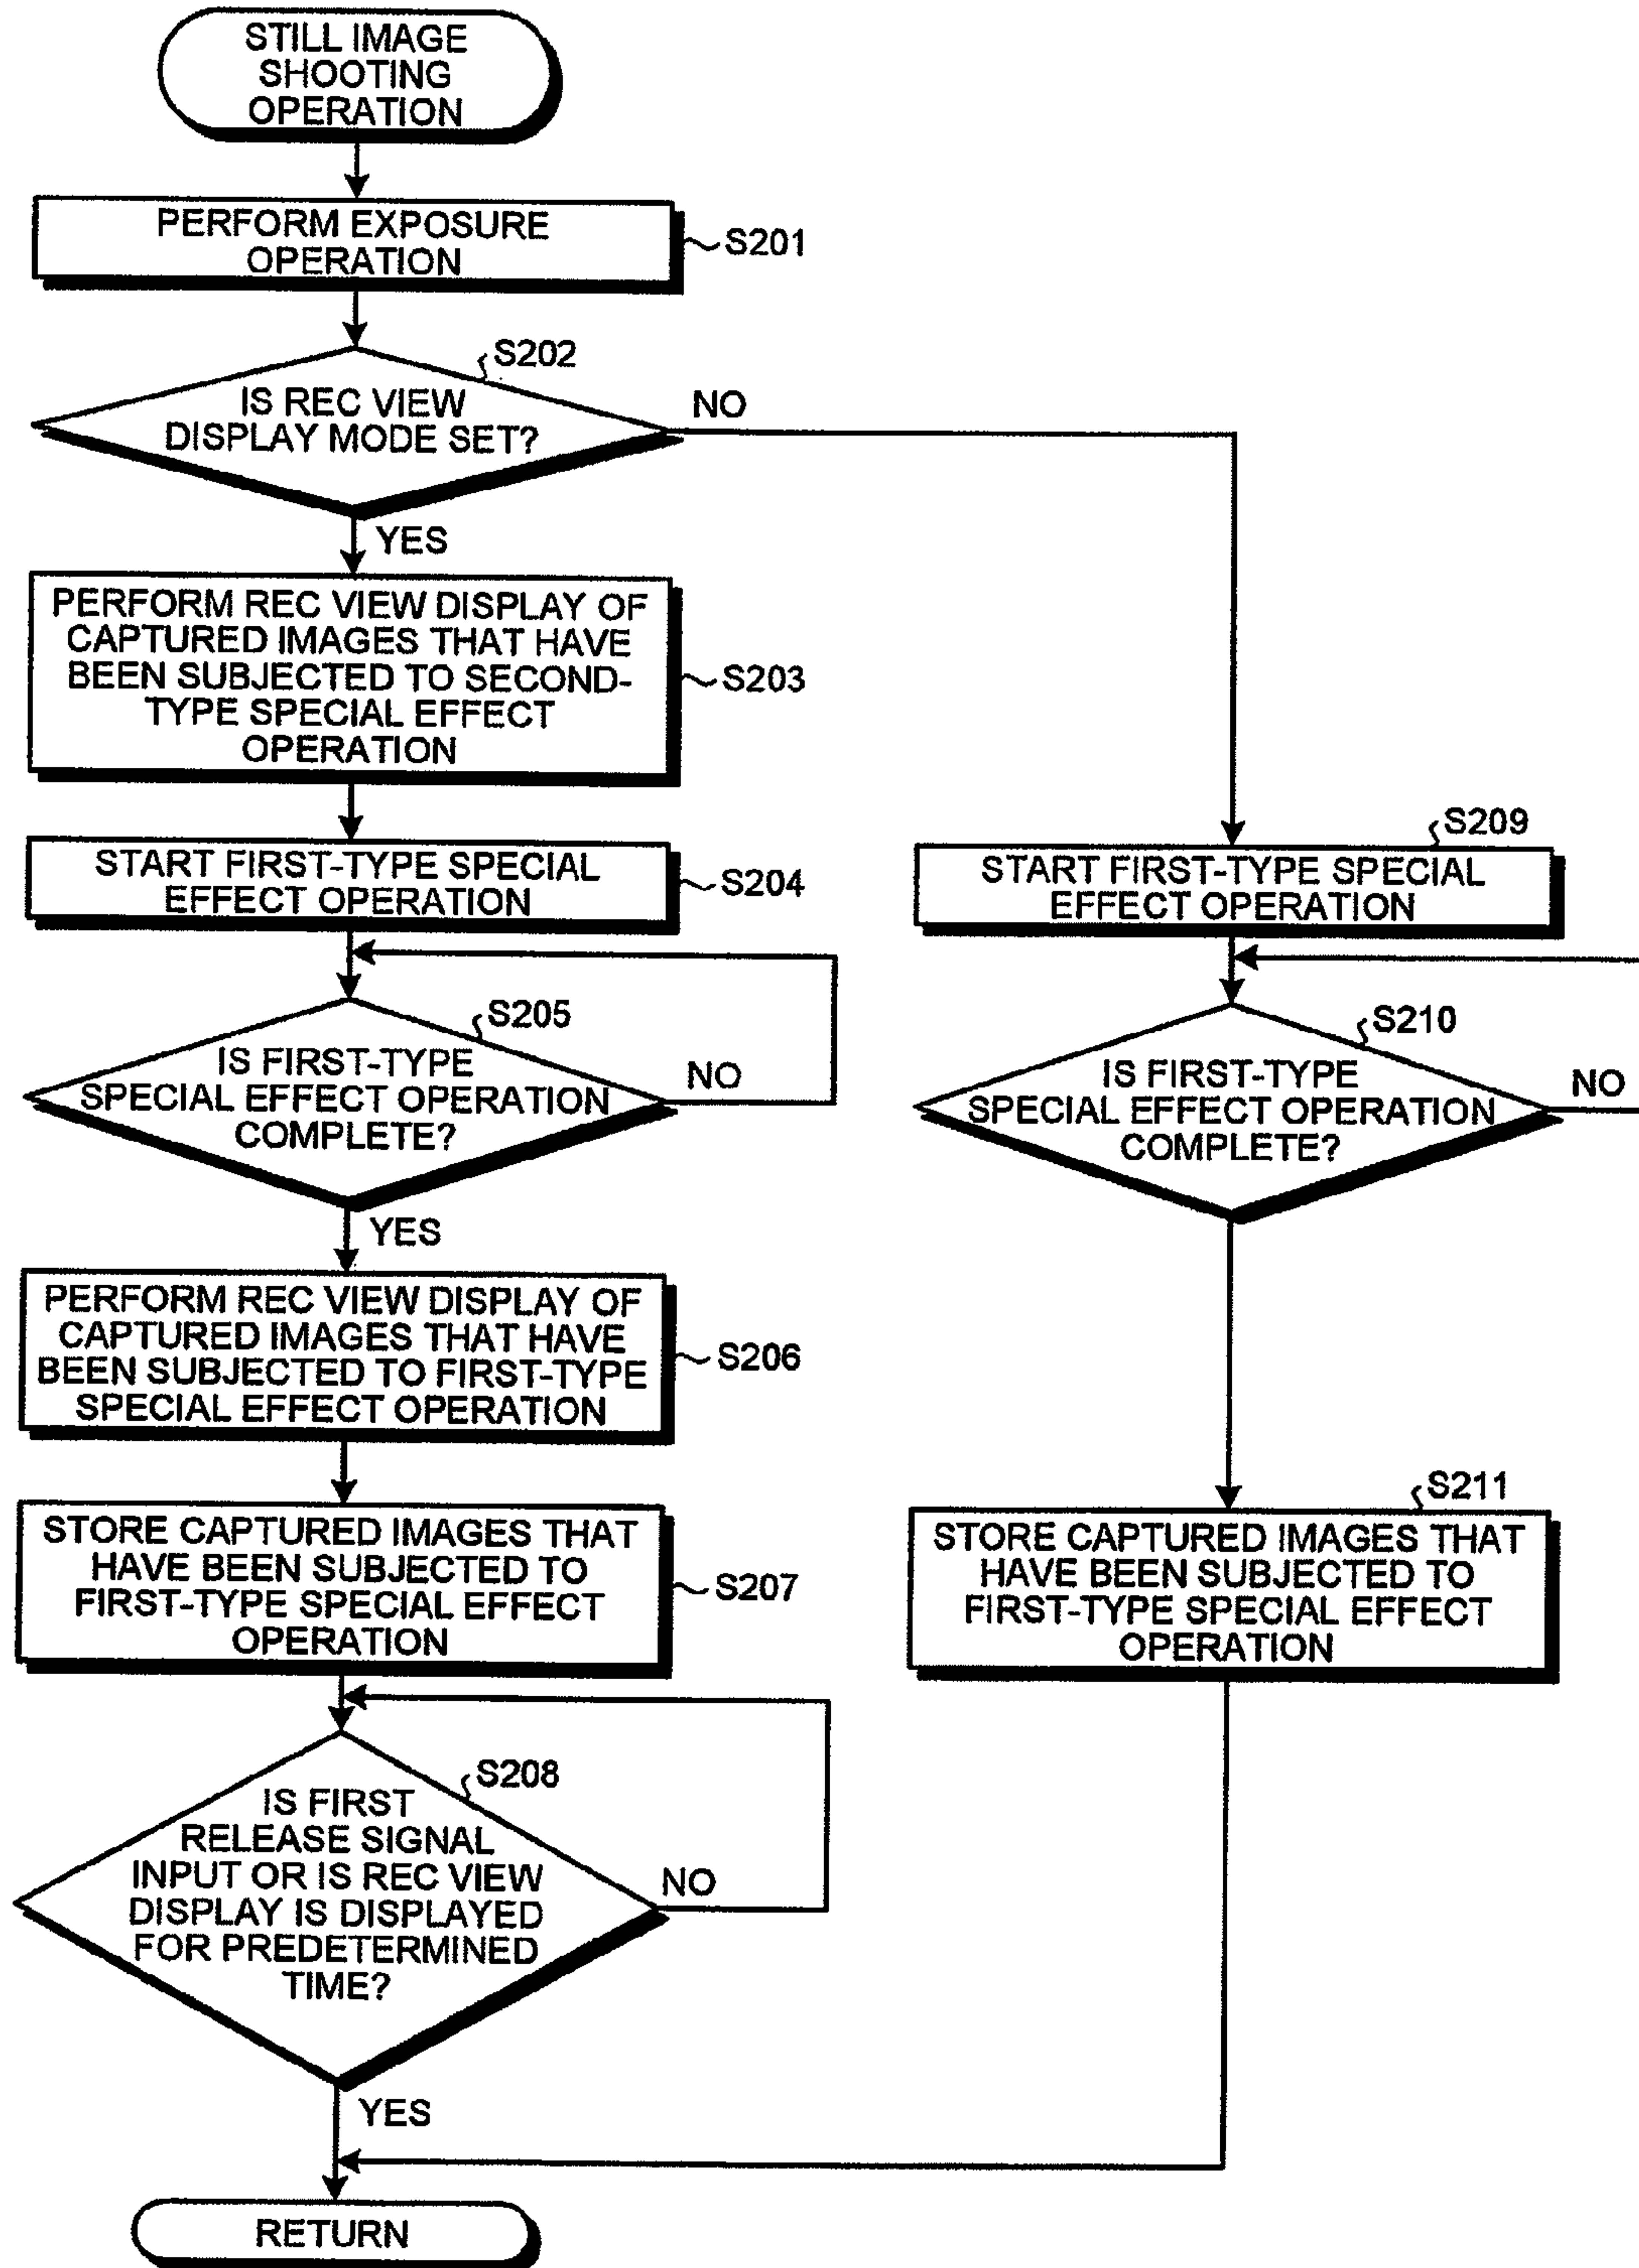 STILL IMAGE
SHOOTING
OPERATION
PERFORM EXPOSURE
OPERATION
S201
S202
IS REC VIEW
DISPLAY MODE SET?
NO
YES
PERFORM REC VIEW DISPLAY OF
CAPTURED IMAGES THAT HAVE
BEEN SUBJECTED TO SECOND-
TYPE SPECIAL EFFECT
OPERATION
S203
START FIRST-TYPE SPECIAL
EFFECT OPERATION
S204
S205
IS FIRST-TYPE
SPECIAL EFFECT OPERATION
COMPLETE?
NO
YES
PERFORM REC VIEW DISPLAY OF
CAPTURED IMAGES THAT HAVE
BEEN SUBJECTED TO FIRST-TYPE
SPECIAL EFFECT OPERATION
S206
STORE CAPTURED IMAGES THAT
HAVE BEEN SUBJECTED TO
FIRST-TYPE SPECIAL EFFECT
OPERATION
S207
S208
IS FIRST
RELEASE SIGNAL
INPUT OR IS REC VIEW
DISPLAY IS DISPLAYED
FOR PREDETERMINED
TIME?
NO
YES
RETURN
S209
START FIRST-TYPE SPECIAL
EFFECT OPERATION
S210
IS FIRST-TYPE
SPECIAL EFFECT OPERATION
COMPLETE?
NO
S211
STORE CAPTURED IMAGES THAT
HAVE BEEN SUBJECTED TO
FIRST-TYPE SPECIAL EFFECT
OPERATION